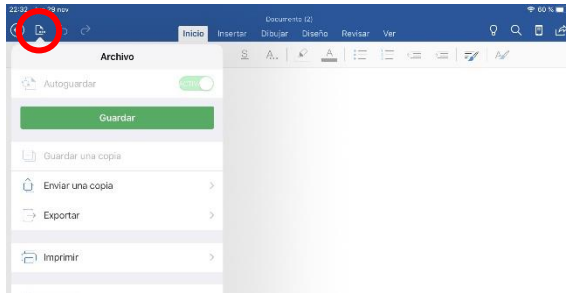 22:32 29 nov
60 %
Documento (2)
Inicio Insertar Dibujar Diseño Revisar Ver
Archivo
Autoguardar
Guardar
Guardar una copia
Enviar una copia
Exportar
Imprimir